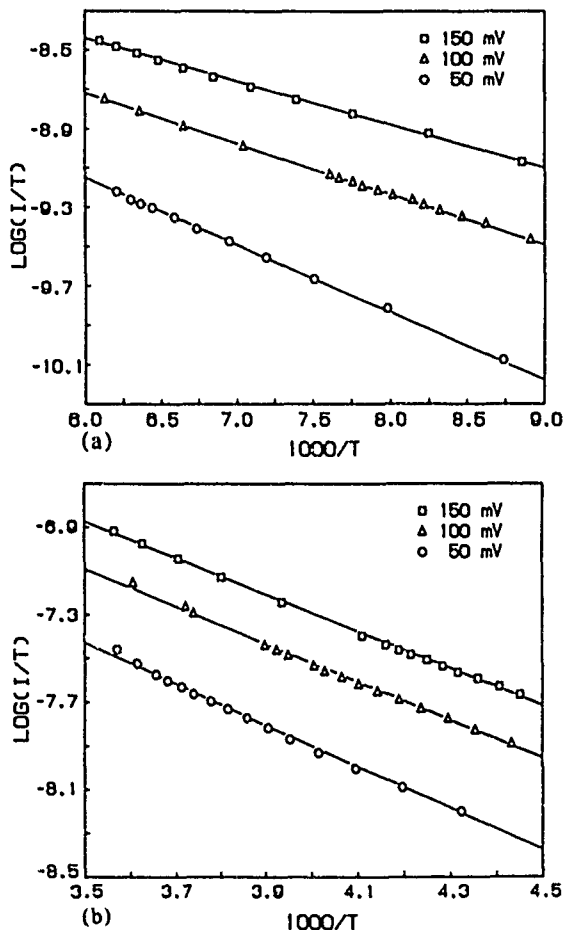 -8.5
-8.9
-9.3
-9.7
-10.1
LOG(I/T)
150 mV
100 mV
50 mV
6.0 6.5 7.0 7.5 8.0 8.5 9.0
(a)
1000/T
-6.9
-7.3
-7.7
-8.1
-8.5
LOG(I/T)
150 mV
100 mV
50 mV
3.5 3.7 3.9 4.1 4.3 4.5
(b)
1000/T